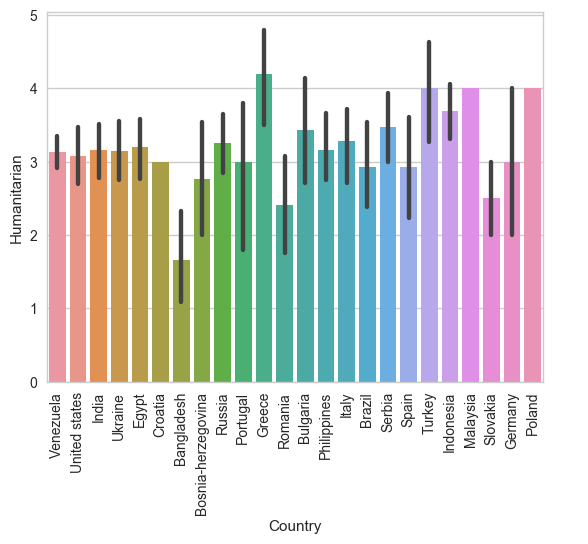 5
4
3
2
1
0
Humanitarian
Venezuela
United states
India
Ukraine
Egypt
Croatia
Bangladesh
Bosnia-herzegovina
Russia
Portugal
Greece
Romania
Bulgaria
Philippines
Italy
Brazil
Serbia
Spain
Turkey
Indonesia
Malaysia
Slovakia
Germany
Poland
Country